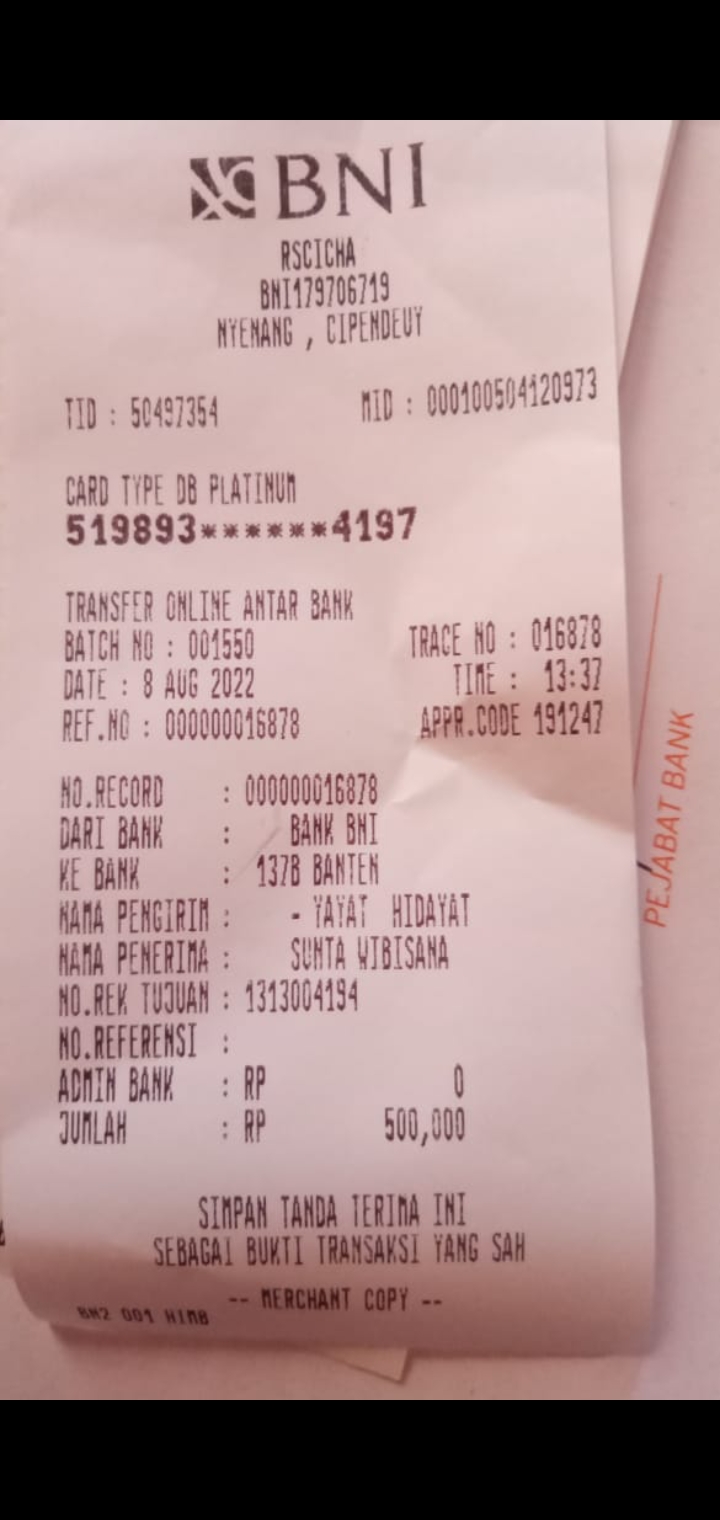 BNI
RSCICHA
BNI179706719
NYENANG , CIPENDEUY
TID : 50497354 MID : 000100504120973
CARD TYPE DB PLATINUM
519893******4197
TRANSFER ONLINE ANTAR BANK
BATCH NO : 001550 TRACE NO : 016878
DATE : 8 AUG 2022 TIME : 13:37
REF.NO : 000000016878 APPR.CODE 191247
NO.RECORD : 000000016878
DARI BANK : BANK BNI
KE BANK : 137B BANTEN
NAMA PENGIRIM : - YAYAT HIDAYAT
NAMA PENERIMA : SUNTA WIBISANA
NO.REK TUJUAN : 1313004194
NO.REFERENSI :
ADMIN BANK : RP 0
JUMLAH : RP 500,000
SIMPAN TANDA TERIMA INI
SEBAGAI BUKTI TRANSAKSI YANG SAH
-- MERCHANT COPY --
PEJABAT BANK